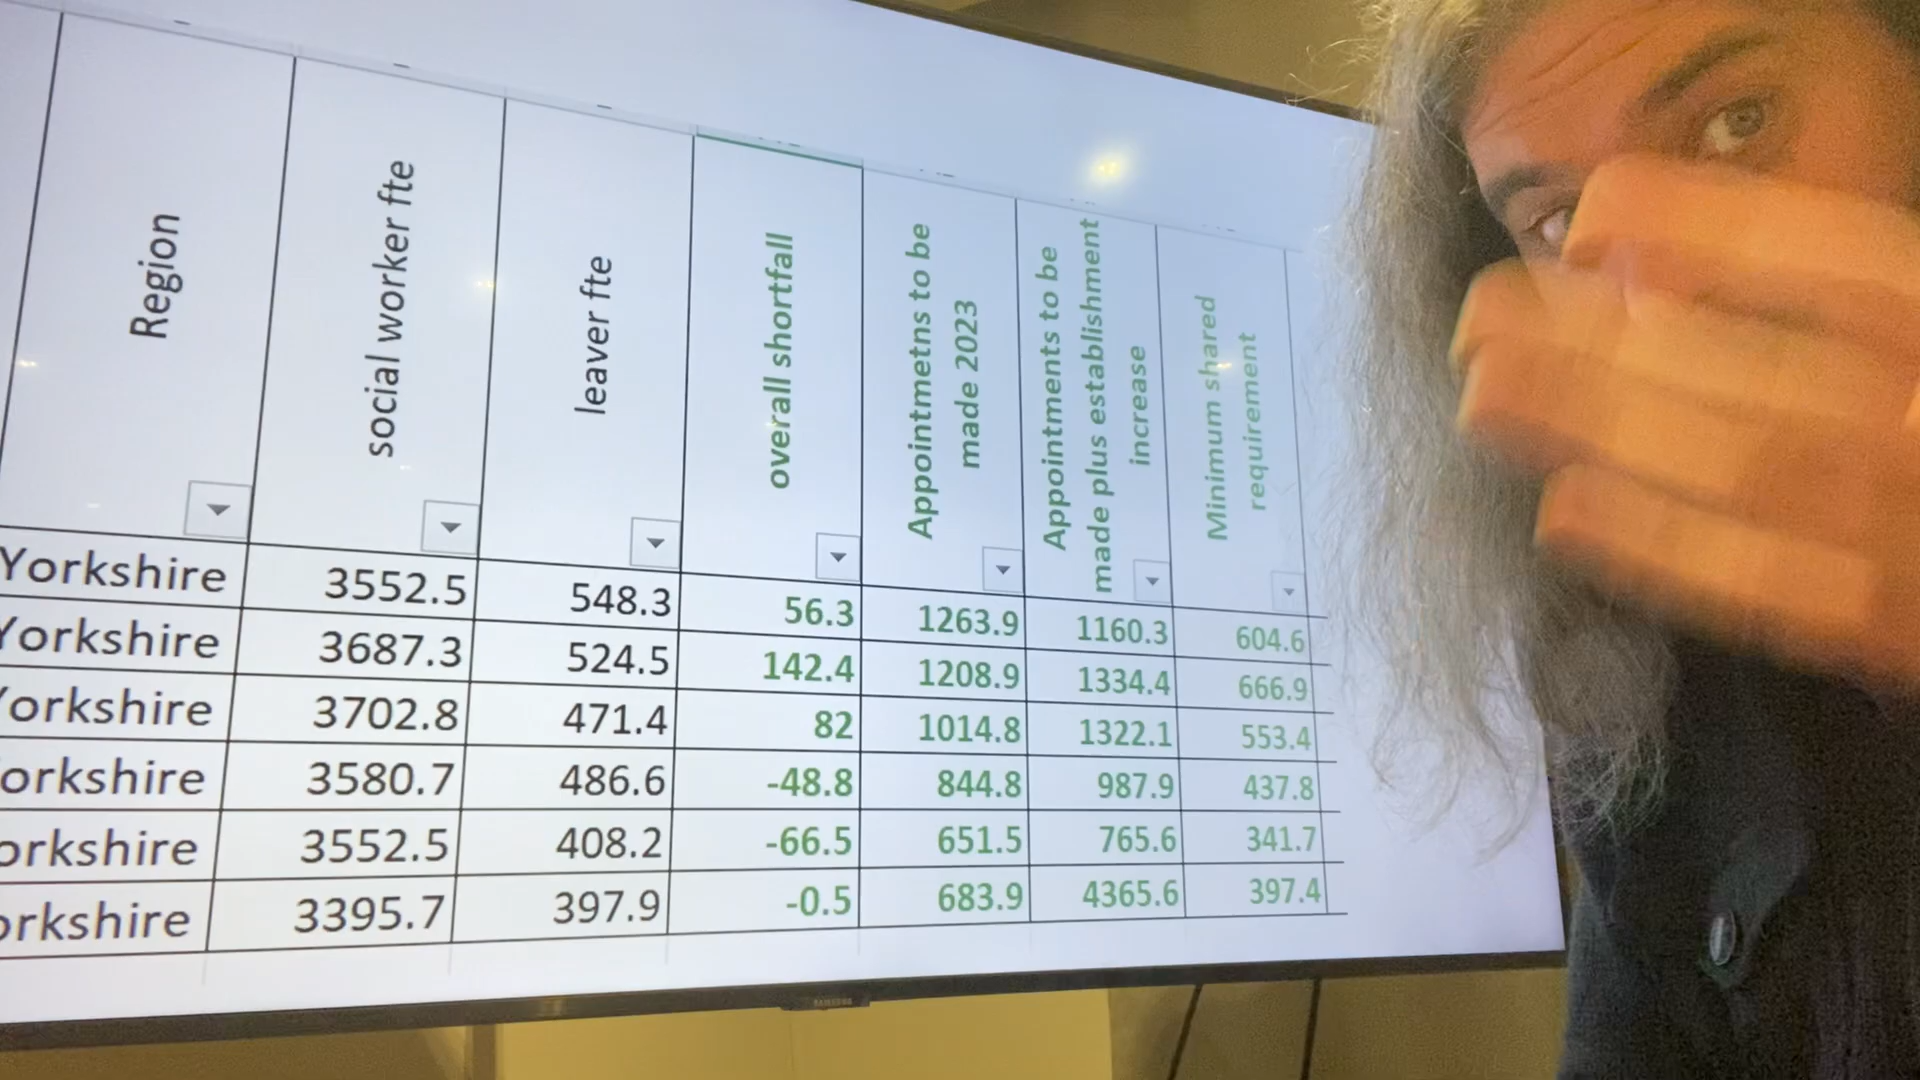 Region
social worker fte
leaver fte
overall shortfall
Appointmetns to be
made 2023
Appointments to be
made plus establishment
increase
Minimum shared
requirement
Yorkshire 3552.5 548.3 56.3 1263.9 1160.3 604.6
Yorkshire 3687.3 524.5 142.4 1208.9 1334.4 666.9
Yorkshire 3702.8 471.4 82 1014.8 1322.1 553.4
orkshire 3580.7 486.6 -48.8 844.8 987.9 437.8
orkshire 3552.5 408.2 -66.5 651.5 765.6 341.7
orkshire 3395.7 397.9 -0.5 683.9 4365.6 397.4
SAMSUNG